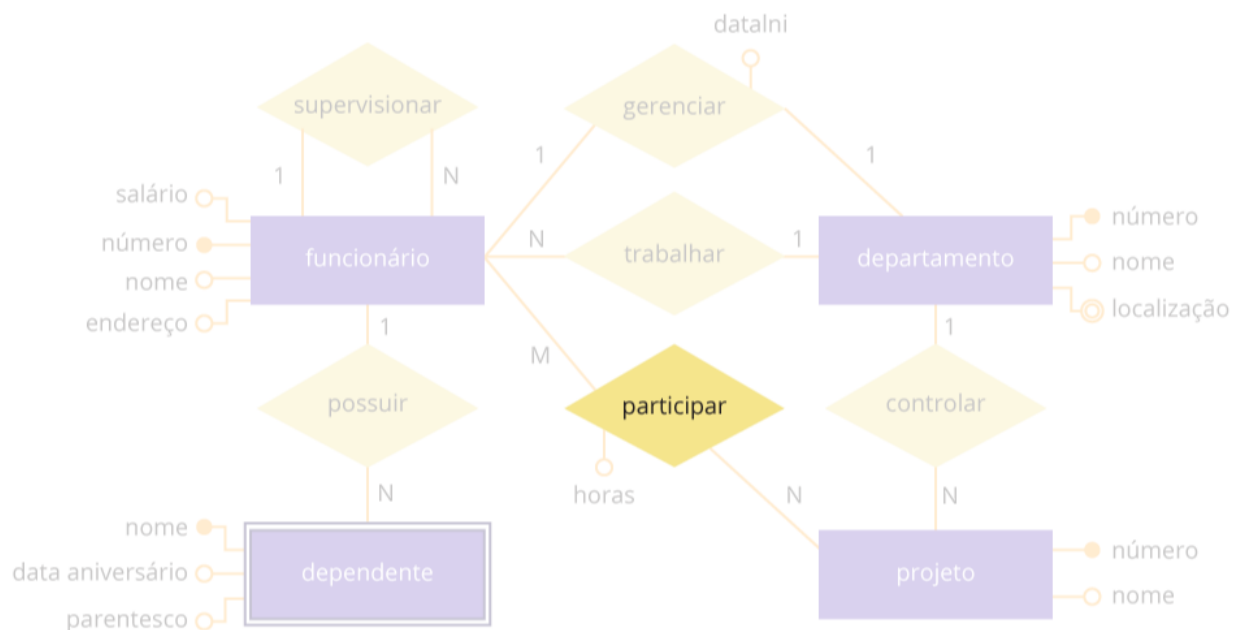 dataIni
supervisionar
gerenciar
1
1
1
N
salário
número
nome
endereço
funcionário
N
trabalhar
1
departamento
número
nome
localização
1
M
1
possuir
participar
controlar
horas
N
N
N
nome
data aniversário
parentesco
dependente
projeto
número
nome